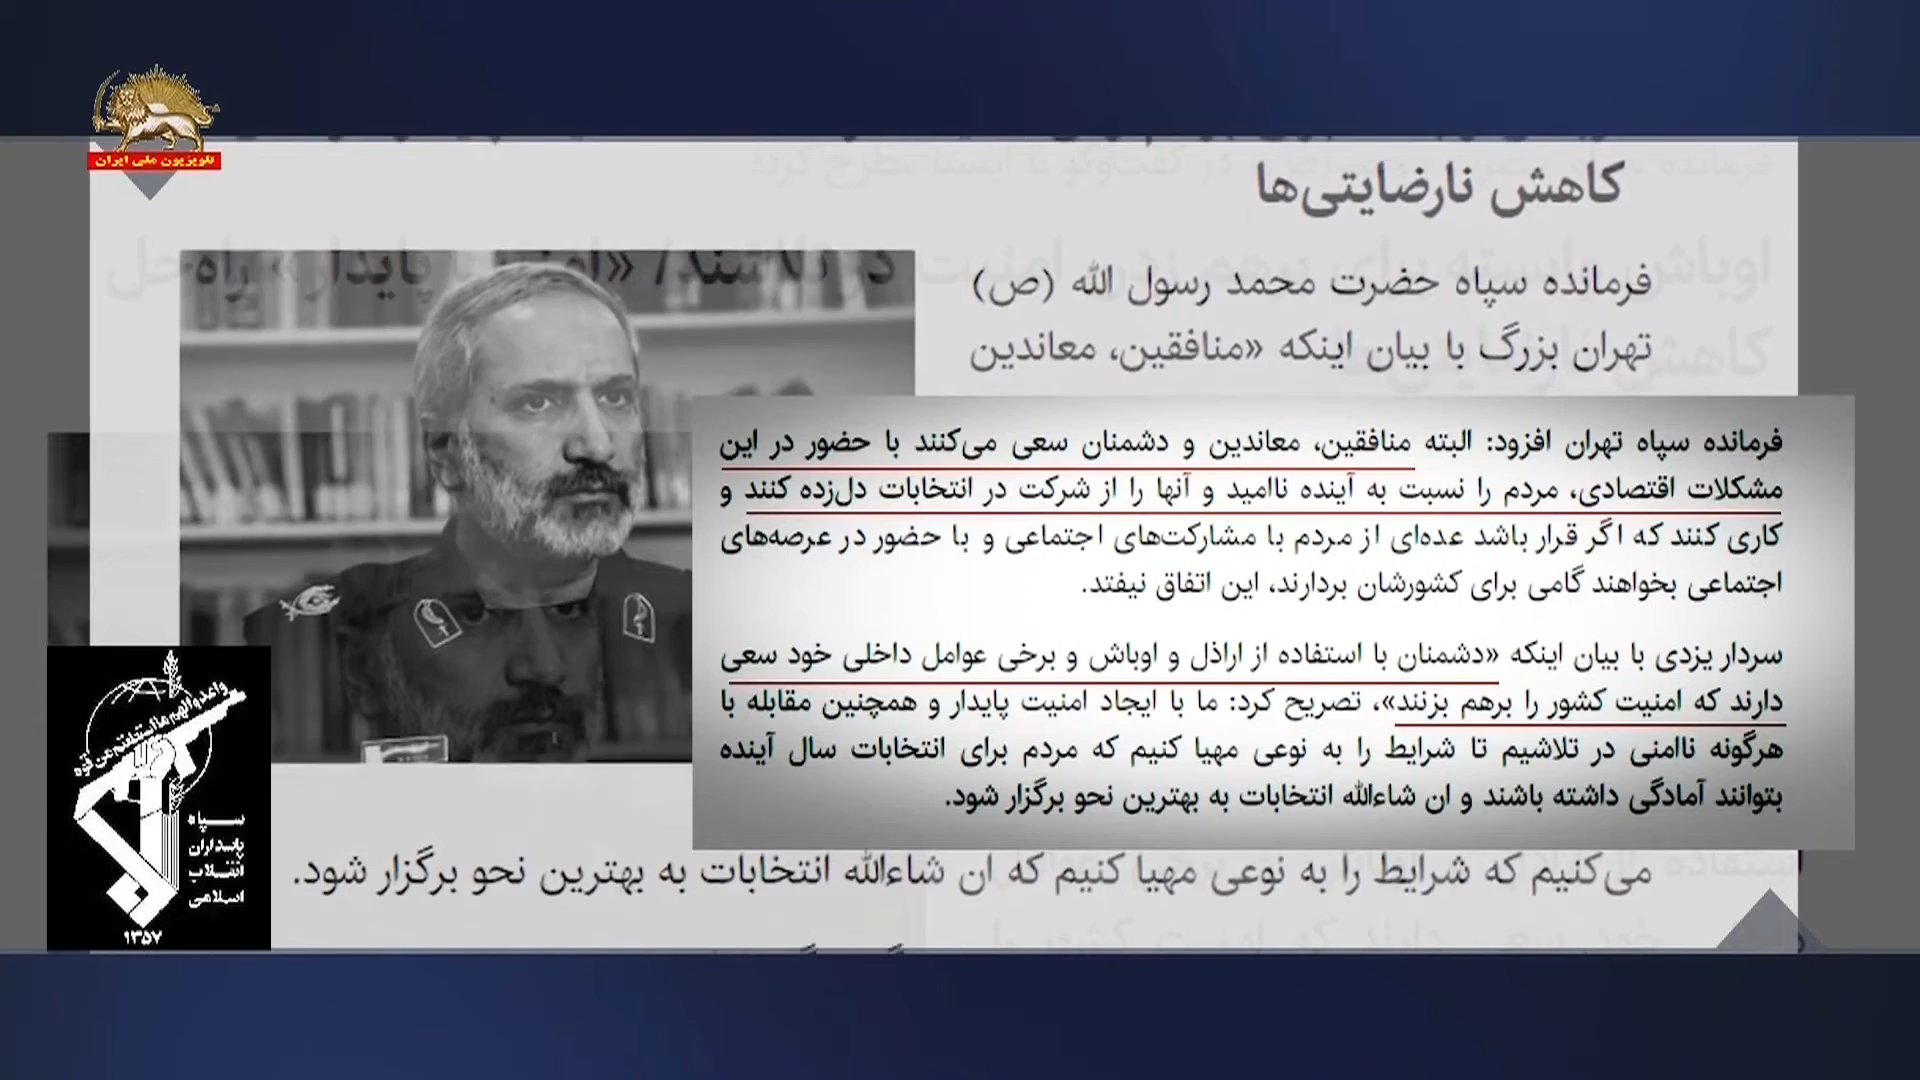 تلویزیون ملی ایران
کاهش نارضایتی‌ها
فرمانده سپاه حضرت محمد رسول الله (ص)
تهران بزرگ با بیان اینکه «منافقین، معاندین
فرمانده سپاه تهران افزود: البته منافقین، معاندین و دشمنان سعی می‌کنند با حضور در این
مشکلات اقتصادی، مردم را نسبت به آینده ناامید و آنها را از شرکت در انتخابات دل‌زده کنند و
کاری کنند که اگر قرار باشد عده‌ای از مردم با مشارکت‌های اجتماعی و با حضور در عرصه‌های
اجتماعی بخواهند گامی برای کشورشان بردارند، این اتفاق نیفتد.
سردار یزدی با بیان اینکه «دشمنان با استفاده از اراذل و اوباش و برخی عوامل داخلی خود سعی
دارند که امنیت کشور را برهم بزنند»، تصریح کرد: ما با ایجاد امنیت پایدار و همچنین مقابله با
هرگونه ناامنی در تلاشیم تا شرایط را به نوعی مهیا کنیم که مردم برای انتخابات سال آینده
بتوانند آمادگی داشته باشند و ان شاءالله انتخابات به بهترین نحو برگزار شود.
می‌کنیم که شرایط را به نوعی مهیا کنیم که ان شاءالله انتخابات به بهترین نحو برگزار شود.
واعدوا لهم ما استطعتم من قوة
سپاه
پاسداران
انقلاب
اسلامی
۱۳۵۷